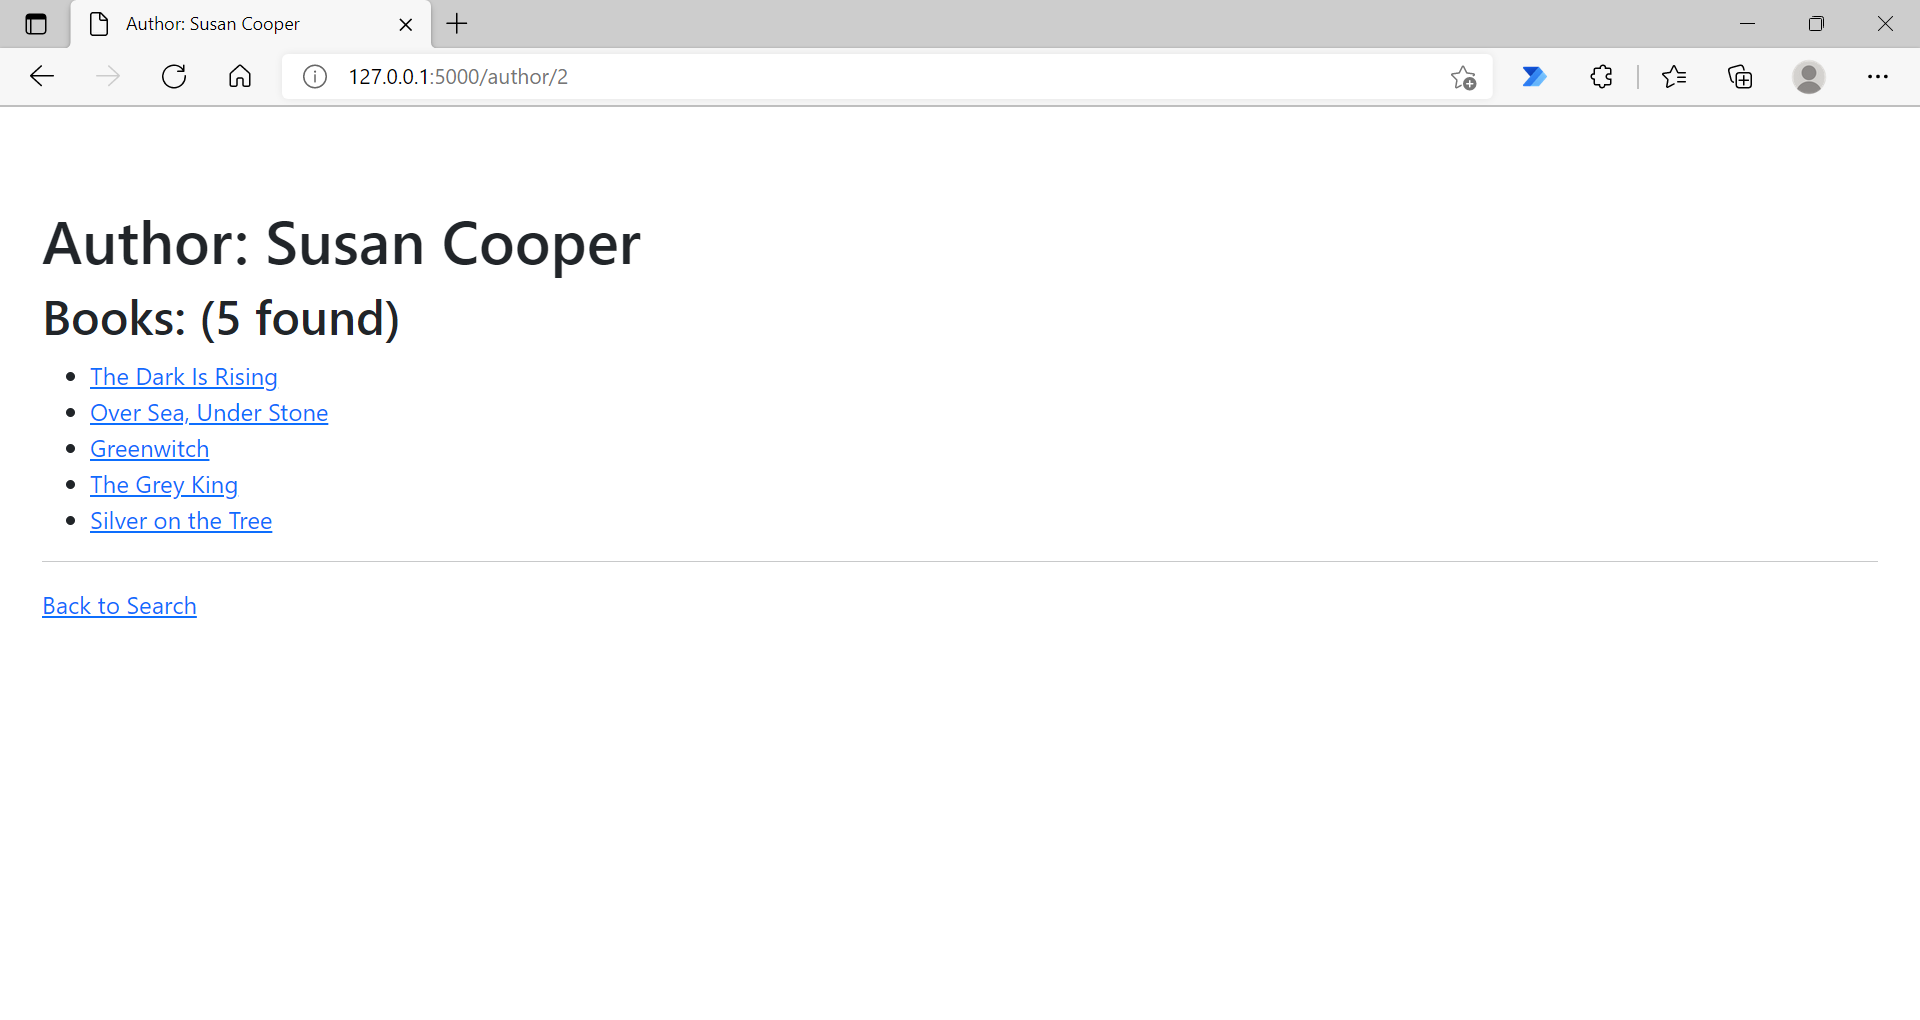 Author: Susan Cooper
127.0.0.1:5000/author/2
Author: Susan Cooper
Books: (5 found)
The Dark Is Rising
Over Sea, Under Stone
Greenwitch
The Grey King
Silver on the Tree
Back to Search